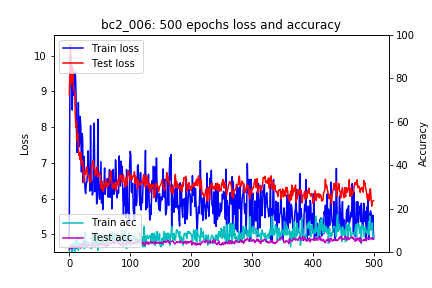 bc2_006: 500 epochs loss and accuracy
Train loss
Test loss
Train acc
Test acc
Loss
Accuracy
10
9
8
7
6
5
100
80
60
40
20
0
0
100
200
300
400
500